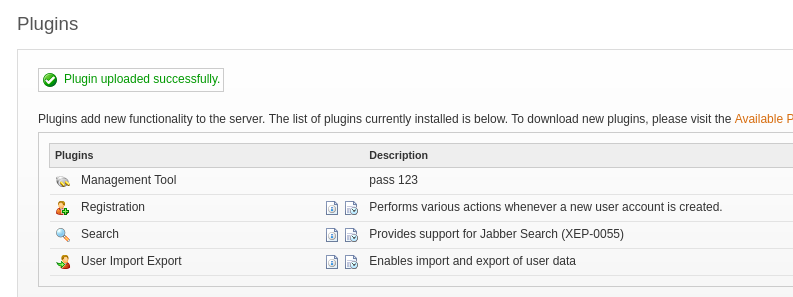 Plugins
Plugin uploaded successfully.
Plugins add new functionality to the server. The list of plugins currently installed is below. To download new plugins, please visit the Available P
Plugins Description
Management Tool pass 123
Registration Performs various actions whenever a new user account is created.
Search Provides support for Jabber Search (XEP-0055)
User Import Export Enables import and export of user data